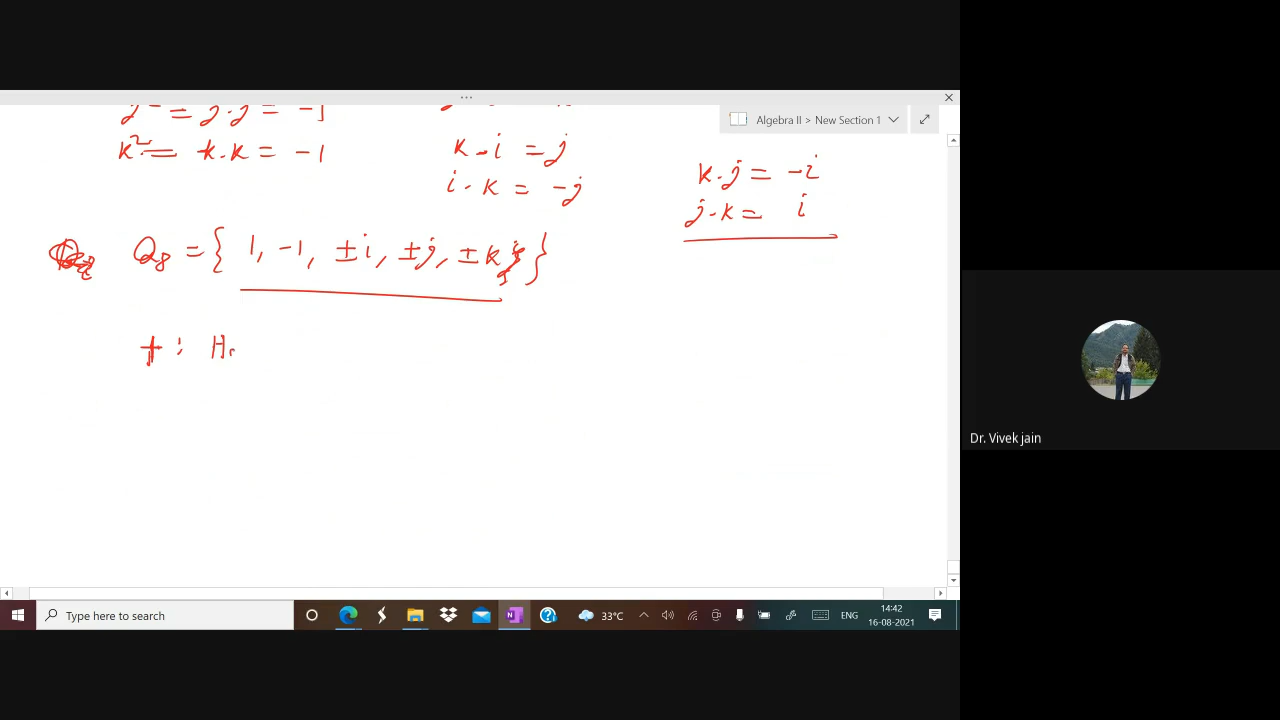 Algebra II > New Section 1
j² = j·j = -1
k² = k·k = -1
k·i = j
i·k = -j
k·j = -i
j·k = i
Q₈ = { 1, -1, ±i, ±j, ±k }
Dr. Vivek jain
Type here to search
33°C
ENG
14:42
16-08-2021